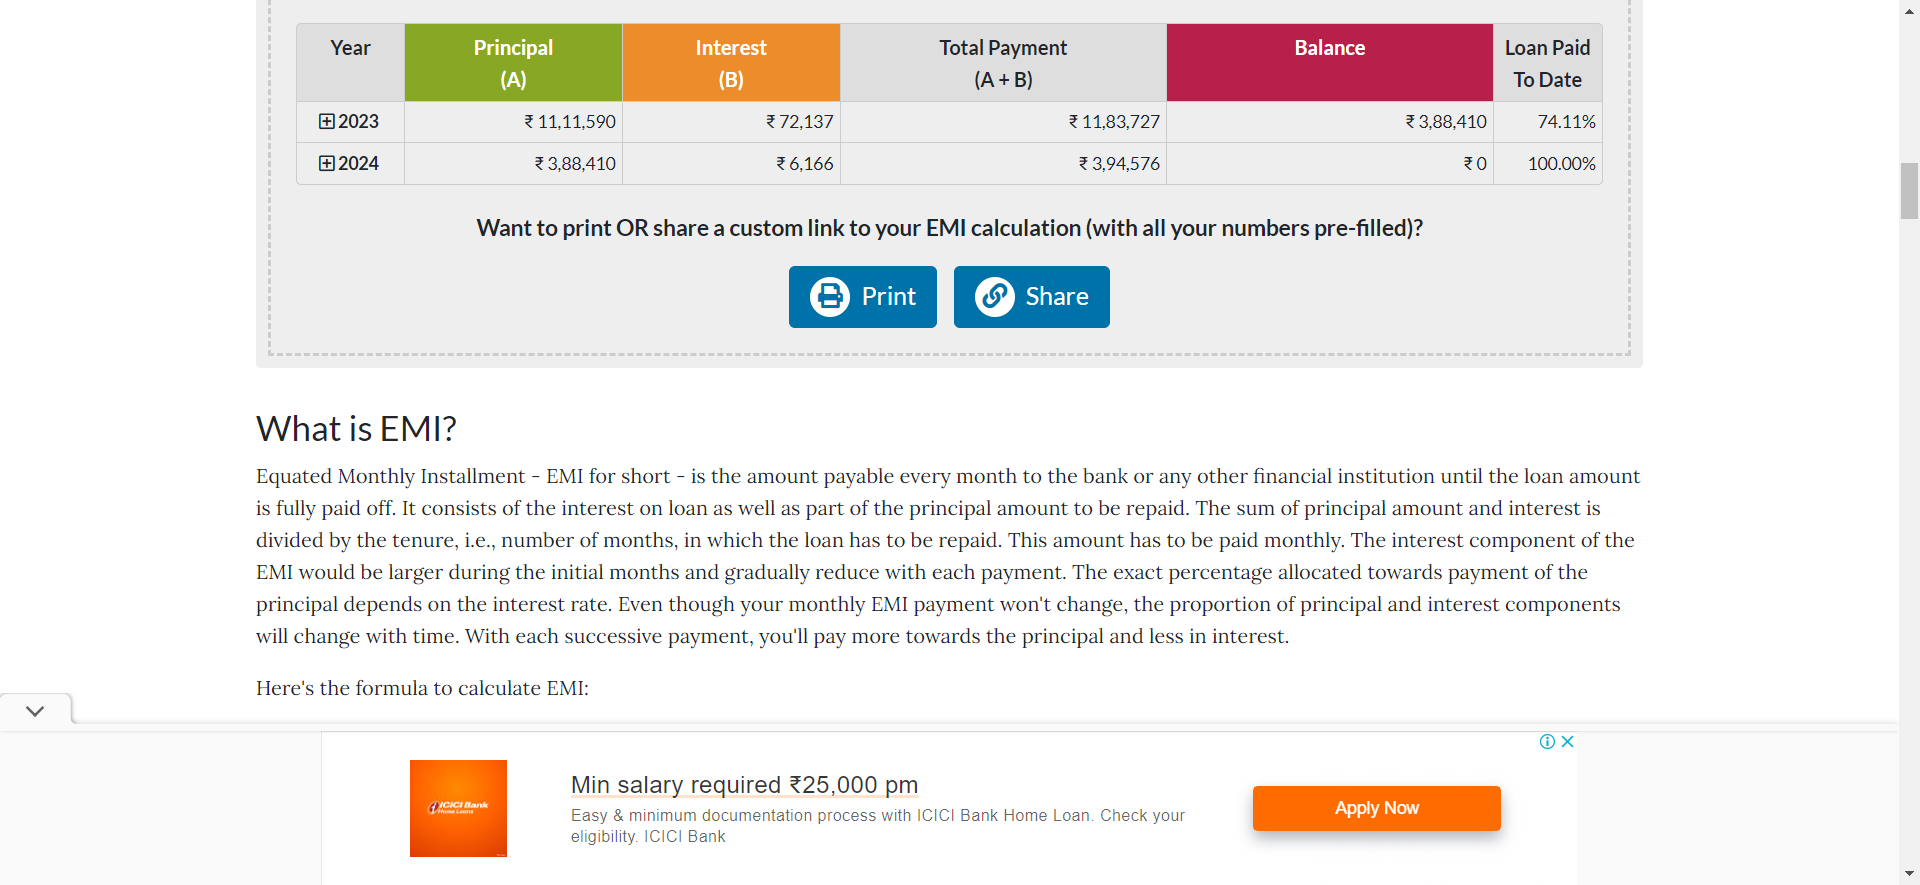 Year Principal (A) Interest (B) Total Payment (A + B) Balance Loan Paid To Date
2023 ₹ 11,11,590 ₹ 72,137 ₹ 11,83,727 ₹ 3,88,410 74.11%
2024 ₹ 3,88,410 ₹ 6,166 ₹ 3,94,576 ₹ 0 100.00%
Want to print OR share a custom link to your EMI calculation (with all your numbers pre-filled)?
Print Share
What is EMI?
Equated Monthly Installment - EMI for short - is the amount payable every month to the bank or any other financial institution until the loan amount
is fully paid off. It consists of the interest on loan as well as part of the principal amount to be repaid. The sum of principal amount and interest is
divided by the tenure, i.e., number of months, in which the loan has to be repaid. This amount has to be paid monthly. The interest component of the
EMI would be larger during the initial months and gradually reduce with each payment. The exact percentage allocated towards payment of the
principal depends on the interest rate. Even though your monthly EMI payment won't change, the proportion of principal and interest components
will change with time. With each successive payment, you'll pay more towards the principal and less in interest.
Here's the formula to calculate EMI:
ICICI Bank
Home Loans
Min salary required ₹25,000 pm
Easy & minimum documentation process with ICICI Bank Home Loan. Check your
eligibility. ICICI Bank
Apply Now